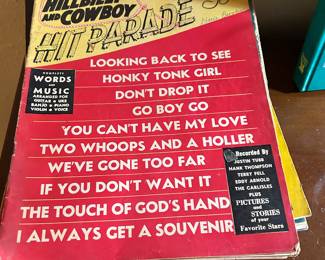 HILLBILLY
AND COWBOY
HIT PARADE
LOOKING BACK TO SEE
HONKY TONK GIRL
DON'T DROP IT
GO BOY GO
YOU CAN'T HAVE MY LOVE
TWO WHOOPS AND A HOLLER
WE'VE GONE TOO FAR
IF YOU DON'T WANT IT
THE TOUCH OF GOD'S HAND
I ALWAYS GET A SOUVENIR
COMPLETE
WORDS
and
MUSIC
ARRANGED FOR
GUITAR • UKE
BANJO • PIANO
VIOLIN • VOICE
Recorded By
JUSTIN TUBB
HANK THOMPSON
TERRY FELL
EDDY ARNOLD
THE CARLISLES
PLUS
PICTURES
and
STORIES
of your
Favorite Stars